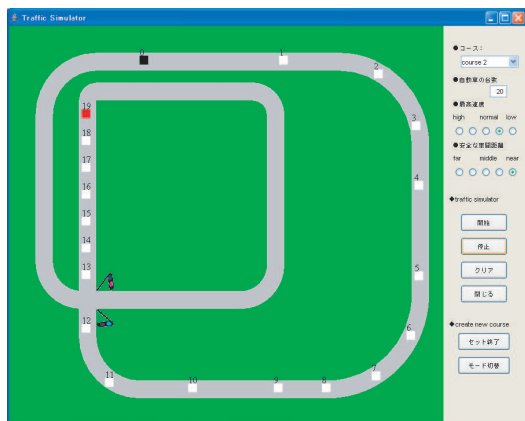 Traffic Simulator
0
1
2
3
4
5
6
7
8
9
10
11
12
13
14
15
16
17
18
19
●コース：
course 2
●自動車の台数
20
●最高速度
high normal low
●安全な車間距離
far middle near
◆traffic simulator
開始
停止
クリア
閉じる
◆create new course
セット終了
モード切替